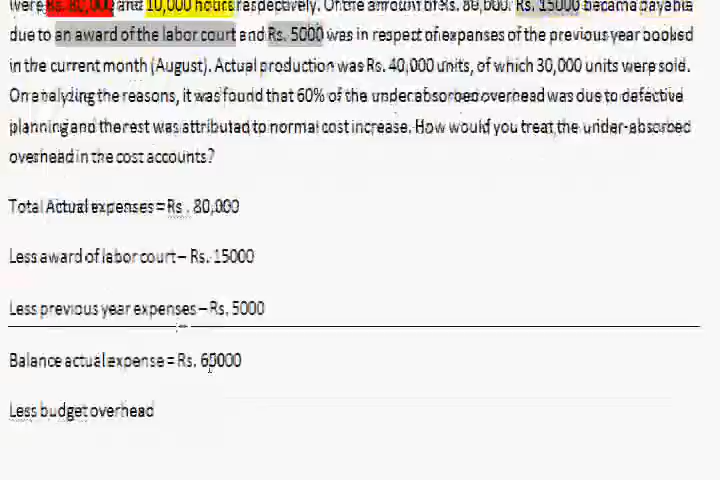 were Rs. 80,000 and 10,000 hours respectively. Of the amount of Rs. 80,000. Rs. 15000 became payable
due to an award of the labor court and Rs. 5000 was in respect of expenses of the previous year booked
in the current month (August). Actual production was Rs. 40,000 units, of which 30,000 units were sold.
On analyzing the reasons, it was found that 60% of the under absorbed overhead was due to defective
planning and the rest was attributed to normal cost increase. How would you treat the under-absorbed
overhead in the cost accounts?
Total Actual expenses = Rs . 80,000
Less award of labor court – Rs. 15000
Less previous year expenses – Rs. 5000
Balance actual expense = Rs. 60000
Less budget overhead